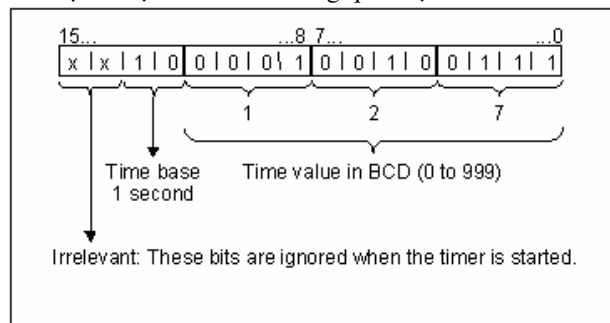 15... ...8 7... ...0
x x 1 0 0 0 0 1 0 0 1 0 0 1 1 1
1 2 7
Time base Time value in BCD (0 to 999)
1 second
Irrelevant: These bits are ignored when the timer is started.